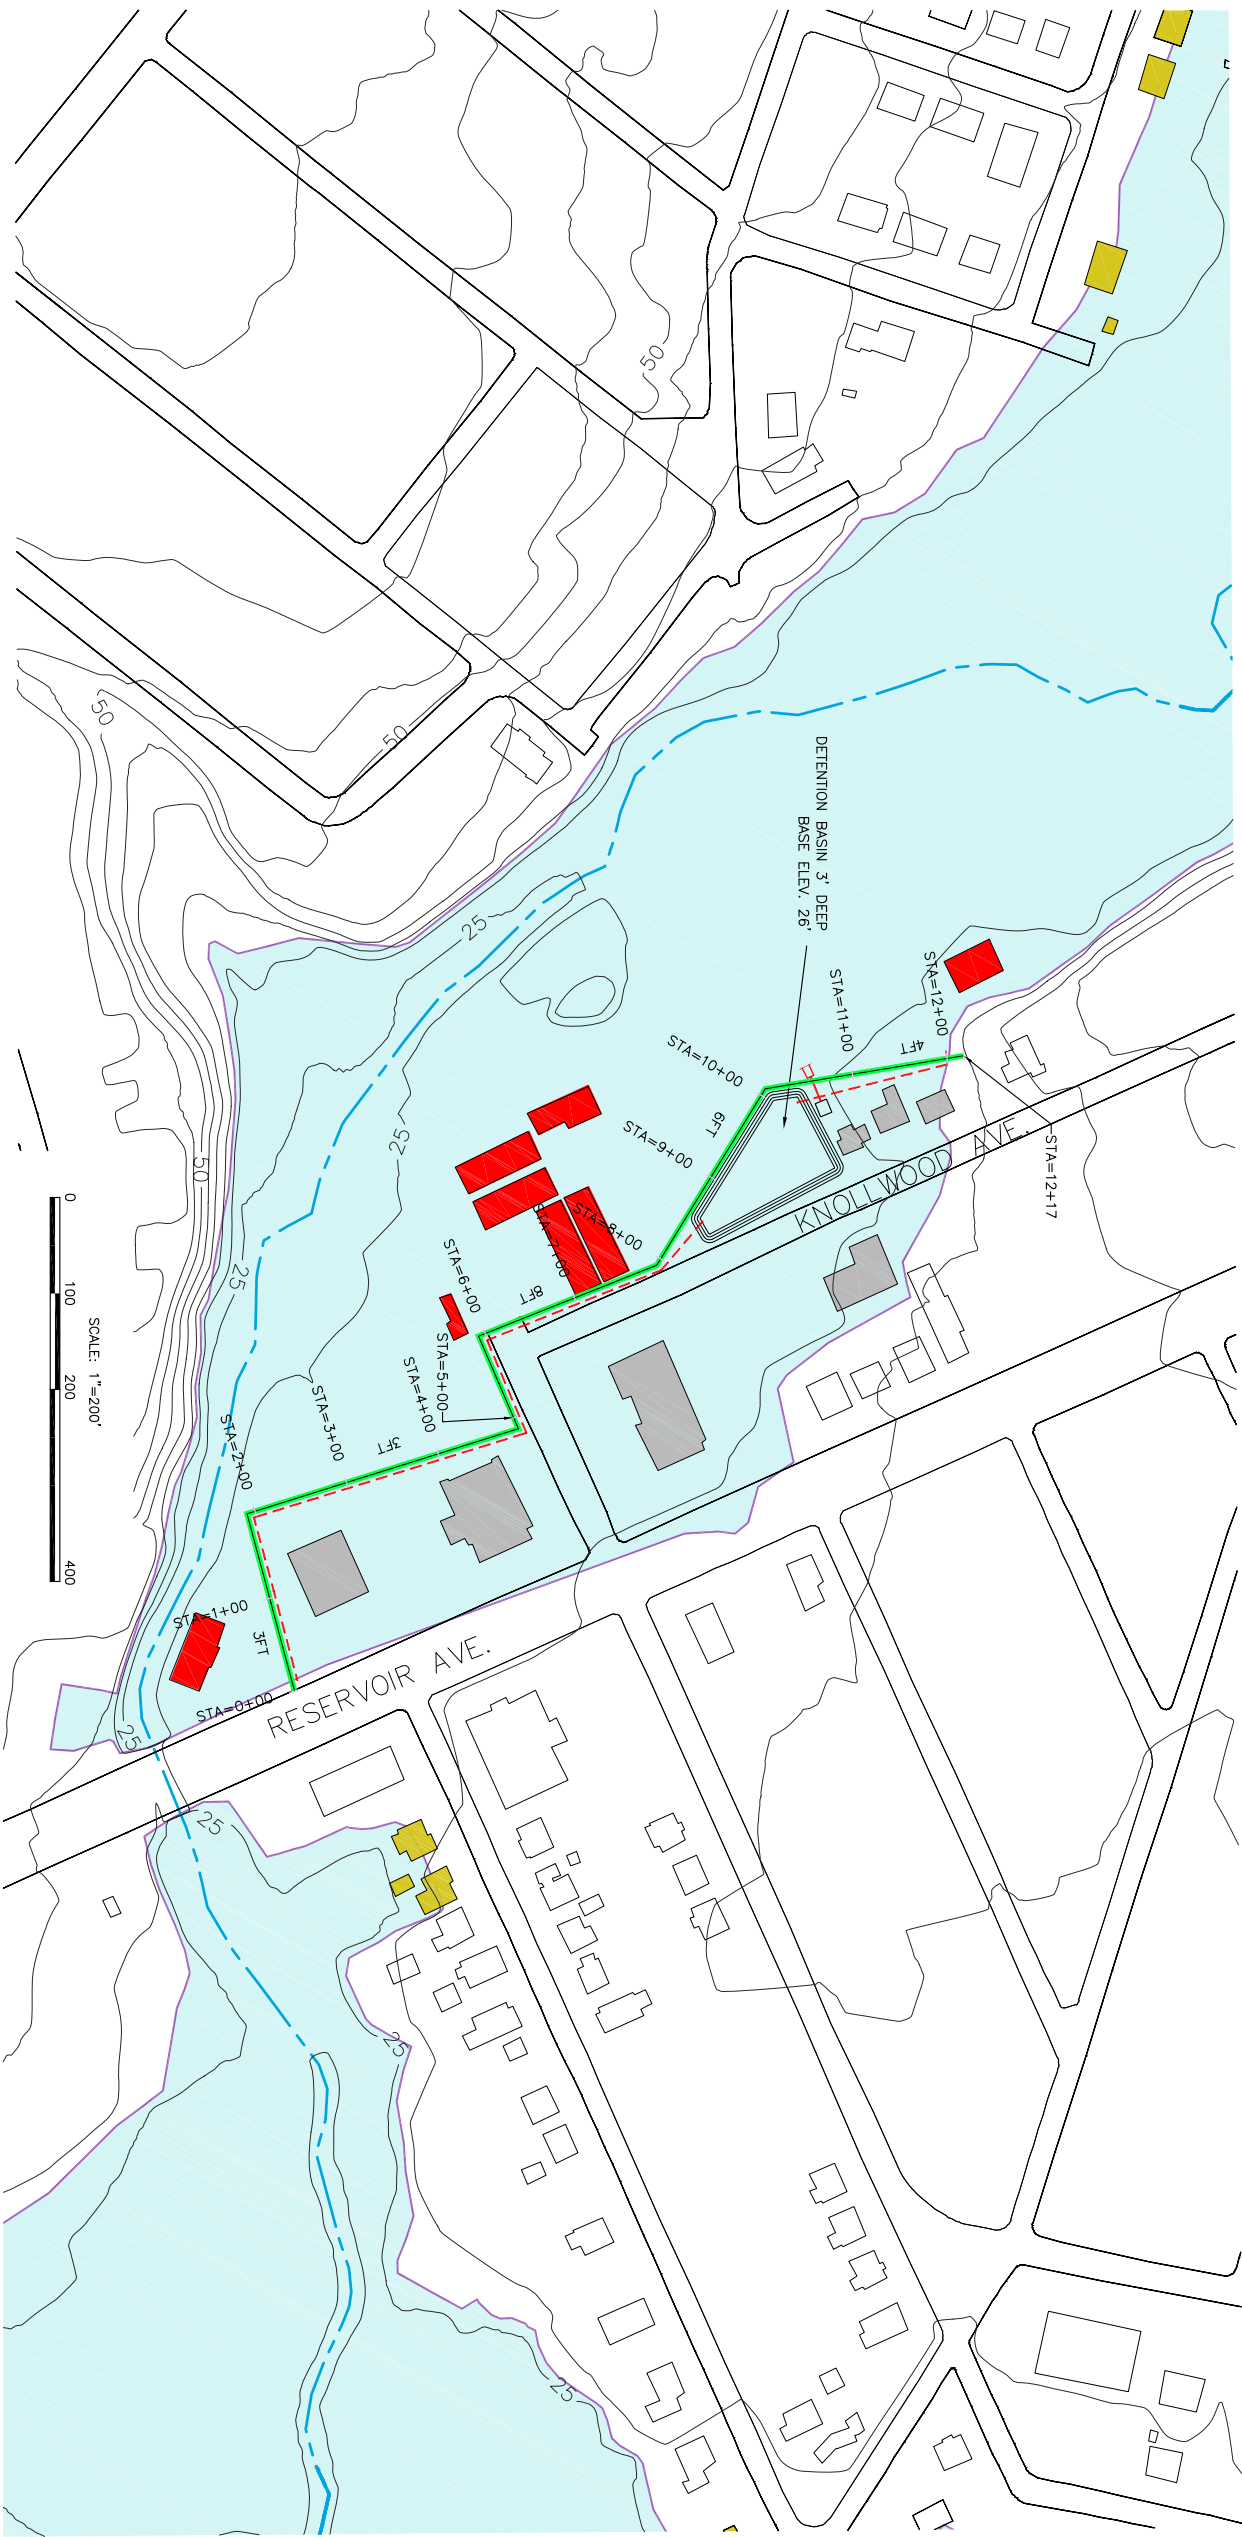 50
50
50
DETENTION BASIN 3' DEEP
BASE ELEV. 26'
25
STA=12+00
STA=11+00
4FT
STA=10+00
6FT
STA=9+00
25
KNOLLWOOD AVE.
STA=12+17
50
STA=8+00
STA=7+00
STA=6+00
8FT
25
STA=5+00
STA=4+00
STA=3+00
3FT
STA=2+00
0
100
200
400
SCALE: 1"=200'
STA=1+00
3FT
STA=0+00
RESERVOIR AVE.
25
25
25
25